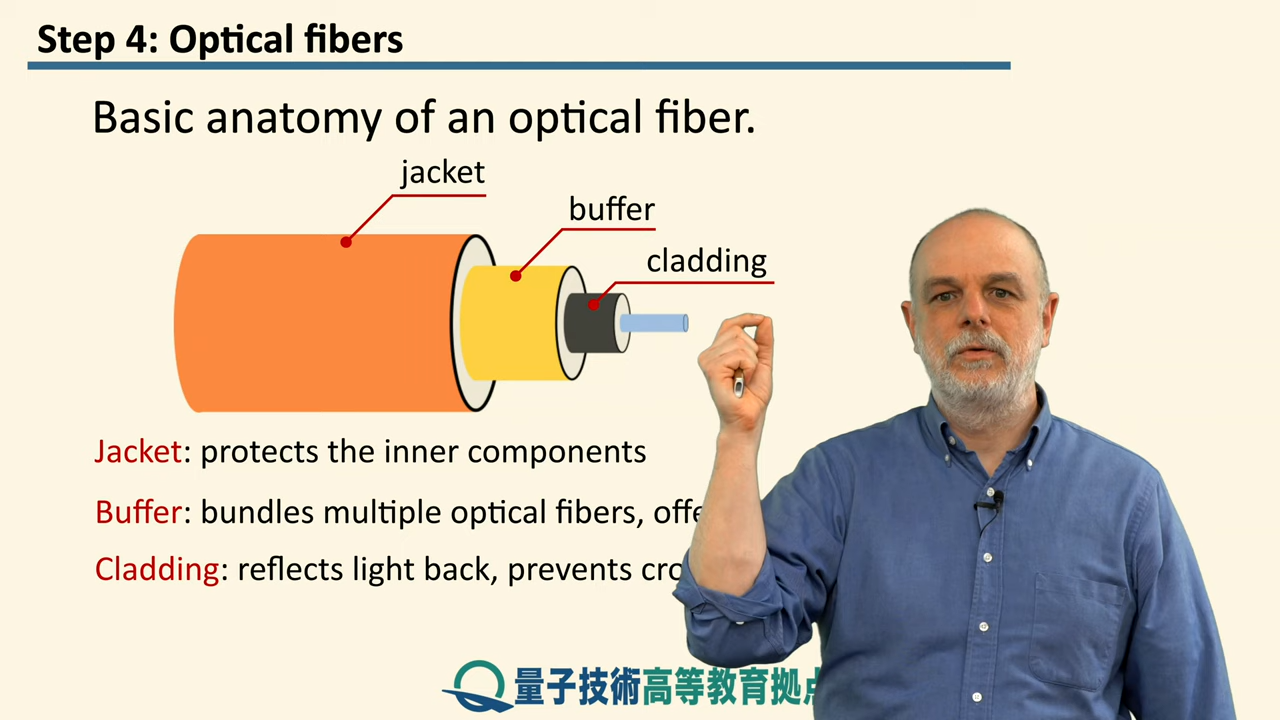 Step 4: Optical fibers
Basic anatomy of an optical fiber.
jacket
buffer
cladding
Jacket: protects the inner components
Buffer: bundles multiple optical fibers,
Cladding: reflects light back, prevents
量子技術高等教育拠点